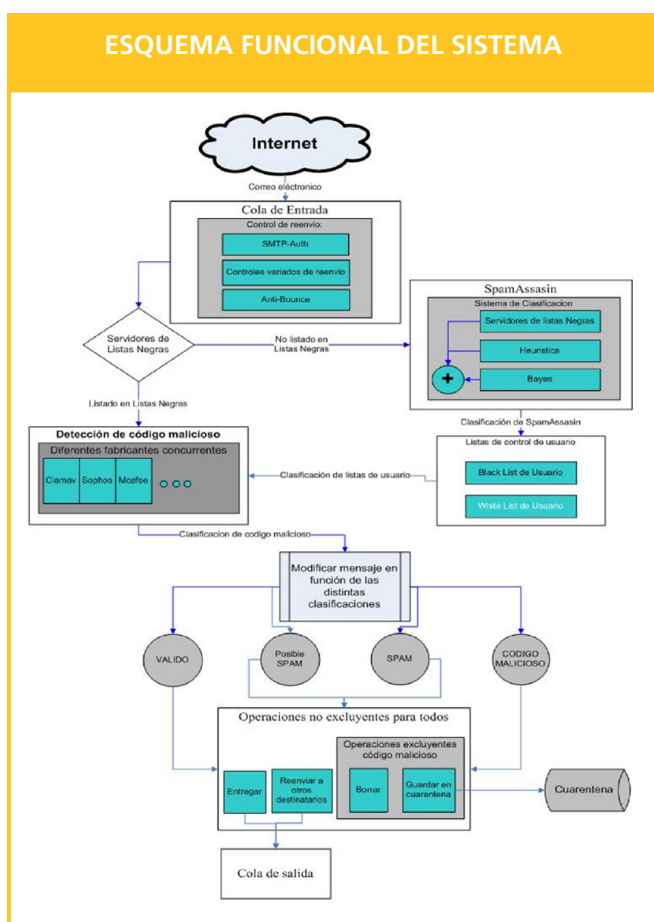 ESQUEMA FUNCIONAL DEL SISTEMA
Internet
Correo eléctronico
Cola de Entrada
Control de reenvio:
SMTP-Auth
Controles variados de reenvio
Anti-Bounce
Servidores de
Listas Negras
No listado en
Listas Negras
SpamAssasin
Sistema de Clasificacion
Servidores de listas Negras
Heuristica
Bayes
+
Listado en Listas Negras
Clasificación de SpamAssasin
Detección de código malicioso
Diferentes fabricantes concurrentes
Clamav
Sophos
Mcafee
Clasificación de listas de usuario
Listas de control de usuario
Black List de Usuario
White List de Usuario
Clasificacion de codigo malicioso
Modificar mensaje en
función de las
distintas
clasificaciones
VALIDO
Posible
SPAM
SPAM
CODIGO
MALICIOSO
Operaciones no excluyentes para todos
Operaciones excluyentes
código malicioso
Entregar
Reenviar a
otros
destinatarios
Borrar
Guardar en
cuarentena
Cuarentena
Cola de salida